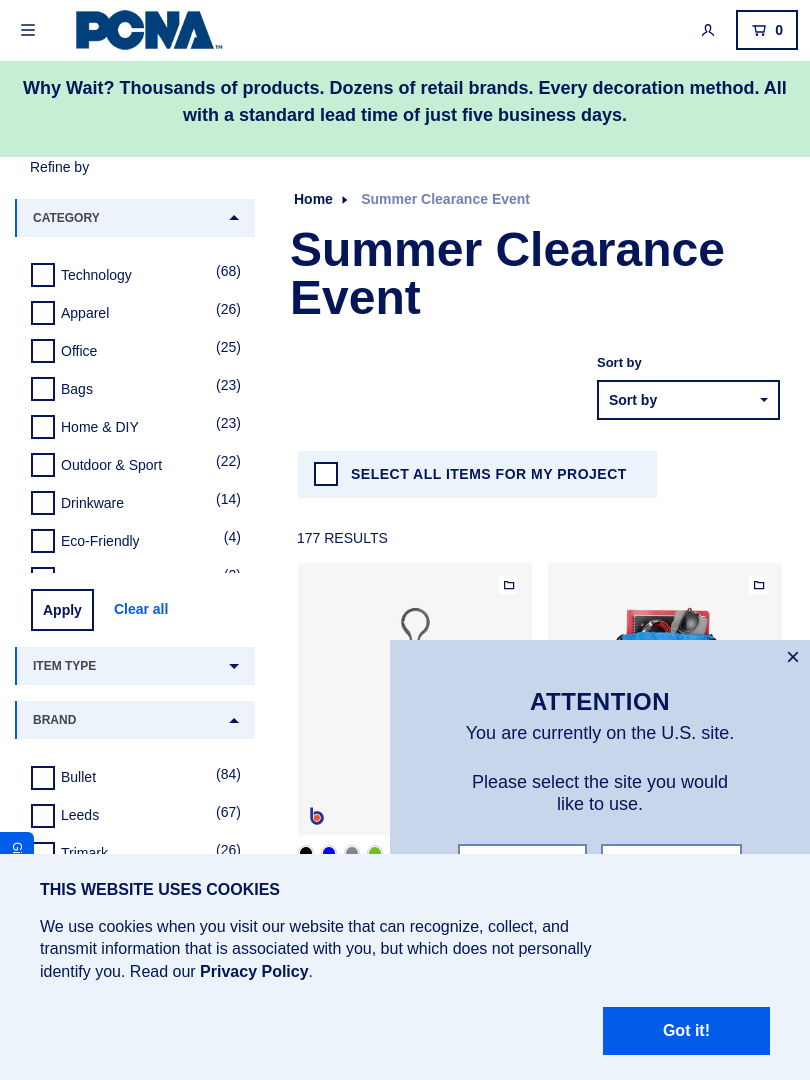 PCNA
TM
0
Why Wait? Thousands of products. Dozens of retail brands. Every decoration method. All
with a standard lead time of just five business days.
Refine by
CATEGORY
Technology (68)
Apparel (26)
Office (25)
Bags (23)
Home & DIY (23)
Outdoor & Sport (22)
Drinkware (14)
Eco-Friendly (4)
Apply
Clear all
ITEM TYPE
BRAND
Bullet (84)
Leeds (67)
Trimark (26)
Home
Summer Clearance Event
Summer Clearance
Event
Sort by
Sort by
SELECT ALL ITEMS FOR MY PROJECT
177 RESULTS
b
ATTENTION
You are currently on the U.S. site.
Please select the site you would
like to use.
THIS WEBSITE USES COOKIES
We use cookies when you visit our website that can recognize, collect, and
transmit information that is associated with you, but which does not personally
identify you. Read our Privacy Policy.
Got it!